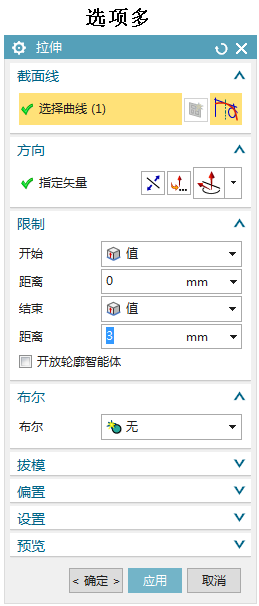 选项多
拉伸
截面线
选择曲线 (1)
方向
指定矢量
限制
开始 值
距离 0 mm
结束 值
距离 3 mm
开放轮廓智能体
布尔
布尔 无
拔模
偏置
设置
预览
< 确定 > 应用 取消